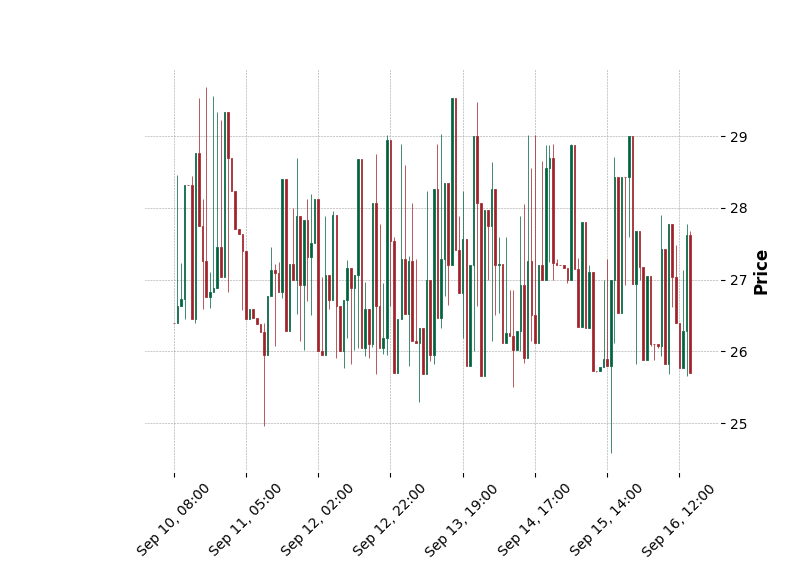 29
28
27
26
25
Price
Sep 10, 08:00
Sep 11, 05:00
Sep 12, 02:00
Sep 12, 22:00
Sep 13, 19:00
Sep 14, 17:00
Sep 15, 14:00
Sep 16, 12:00